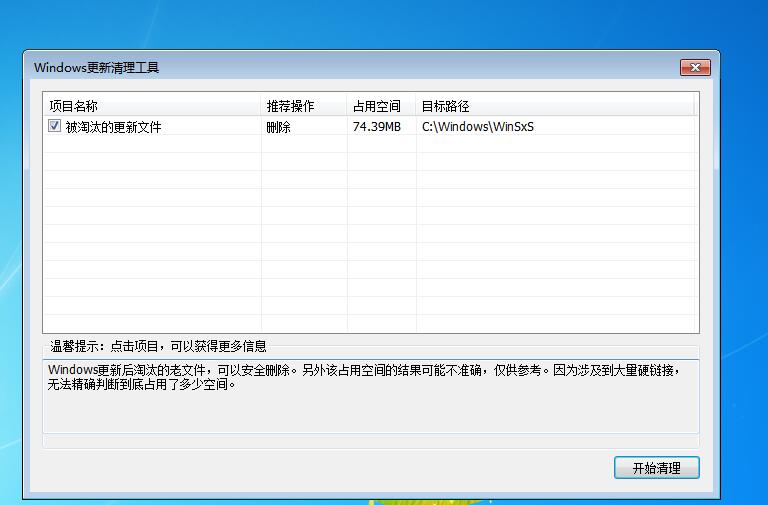 Windows更新清理工具
项目名称 推荐操作 占用空间 目标路径
被淘汰的更新文件 删除 74.39MB C:\Windows\WinSxS
温馨提示：点击项目，可以获得更多信息
Windows更新后淘汰的老文件，可以安全删除。另外该占用空间的结果可能不准确，仅供参考。因为涉及到大量硬链接，
无法精确判断到底占用了多少空间。
开始清理